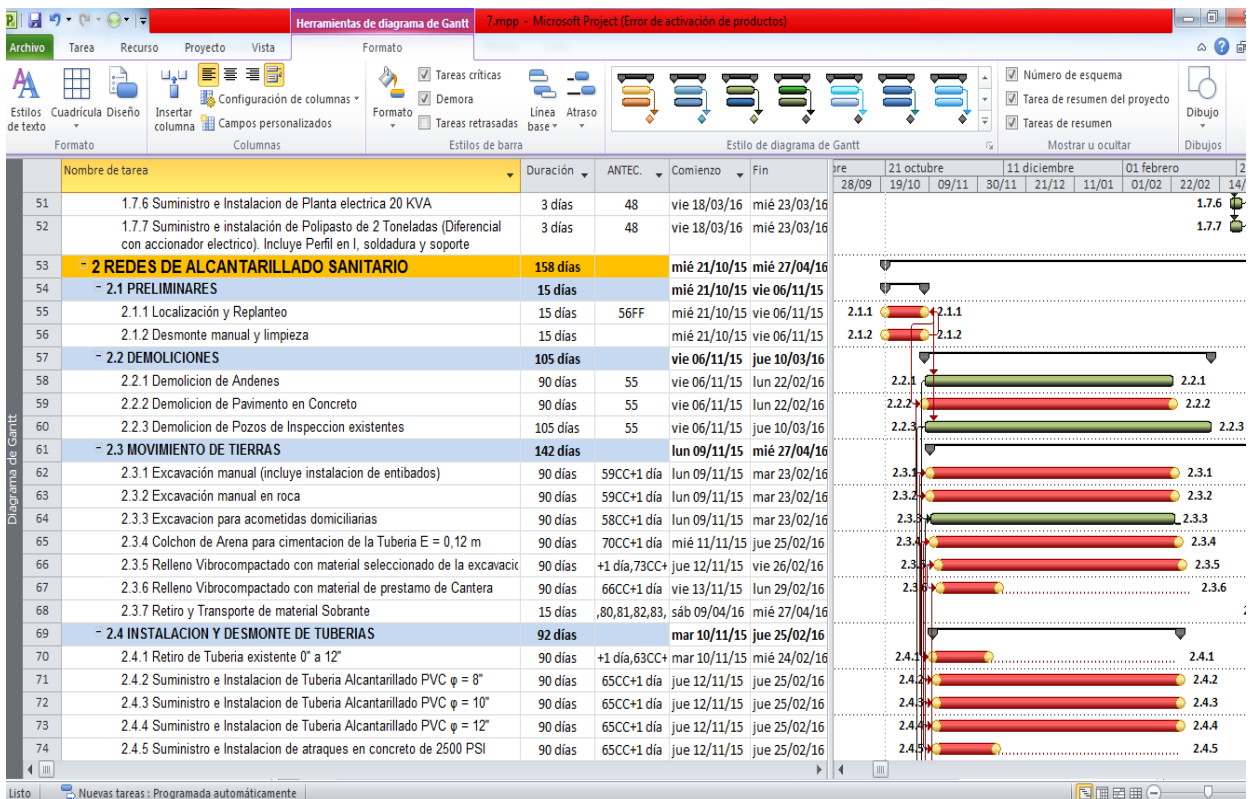 Herramientas de diagrama de Gantt
7.mpp - Microsoft Project (Error de activación de productos)
Archivo Tarea Recurso Proyecto Vista Formato
Estilos de texto
Cuadrícula
Diseño
Formato
Insertar columna
Configuración de columnas
Campos personalizados
Columnas
Formato
Tareas críticas
Demora
Tareas retrasadas
Línea base
Atraso
Estilos de barra
Estilo de diagrama de Gantt
Número de esquema
Tarea de resumen del proyecto
Tareas de resumen
Mostrar u ocultar
Dibujo
Dibujos
Nombre de tarea Duración ANTEC. Comienzo Fin
21 octubre 11 diciembre 01 febrero
28/09 19/10 09/11 30/11 21/12 11/01 01/02 22/02 14/
51 1.7.6 Suministro e Instalacion de Planta electrica 20 KVA 3 días 48 vie 18/03/16 mié 23/03/16 1.7.6
52 1.7.7 Suministro e instalación de Polipasto de 2 Toneladas (Diferencial con accionador electrico). Incluye Perfil en I, soldadura y soporte 3 días 48 vie 18/03/16 mié 23/03/16 1.7.7
53 2 REDES DE ALCANTARILLADO SANITARIO 158 días mié 21/10/15 mié 27/04/16
54 2.1 PRELIMINARES 15 días mié 21/10/15 vie 06/11/15
55 2.1.1 Localización y Replanteo 15 días 56FF mié 21/10/15 vie 06/11/15 2.1.1 2.1.1
56 2.1.2 Desmonte manual y limpieza 15 días mié 21/10/15 vie 06/11/15 2.1.2 2.1.2
57 2.2 DEMOLICIONES 105 días vie 06/11/15 jue 10/03/16
58 2.2.1 Demolicion de Andenes 90 días 55 vie 06/11/15 lun 22/02/16 2.2.1 2.2.1
59 2.2.2 Demolicion de Pavimento en Concreto 90 días 55 vie 06/11/15 lun 22/02/16 2.2.2 2.2.2
60 2.2.3 Demolicion de Pozos de Inspeccion existentes 105 días 55 vie 06/11/15 jue 10/03/16 2.2.3 2.2.3
61 2.3 MOVIMIENTO DE TIERRAS 142 días lun 09/11/15 mié 27/04/16
62 2.3.1 Excavación manual (incluye instalacion de entibados) 90 días 59CC+1 día lun 09/11/15 mar 23/02/16 2.3.1 2.3.1
63 2.3.2 Excavación manual en roca 90 días 59CC+1 día lun 09/11/15 mar 23/02/16 2.3.2 2.3.2
64 2.3.3 Excavacion para acometidas domiciliarias 90 días 58CC+1 día lun 09/11/15 mar 23/02/16 2.3.3 2.3.3
65 2.3.4 Colchon de Arena para cimentacion de la Tuberia E = 0,12 m 90 días 70CC+1 día mié 11/11/15 jue 25/02/16 2.3.4 2.3.4
66 2.3.5 Relleno Vibrocompactado con material seleccionado de la excavacic 90 días +1 día,73CC+ jue 12/11/15 vie 26/02/16 2.3.5
67 2.3.6 Relleno Vibrocompactado con material de prestamo de Cantera 90 días 66CC+1 día vie 13/11/15 lun 29/02/16 2.3.6 2.3.6
68 2.3.7 Retiro y Transporte de material Sobrante 15 días ,80,81,82,83, sáb 09/04/16 mié 27/04/16
69 2.4 INSTALACION Y DESMONTE DE TUBERIAS 92 días mar 10/11/15 jue 25/02/16
70 2.4.1 Retiro de Tuberia existente 0" a 12" 90 días +1 día,63CC+ mar 10/11/15 mié 24/02/16 2.4.1 2.4.1
71 2.4.2 Suministro e Instalacion de Tuberia Alcantarillado PVC φ = 8" 90 días 65CC+1 día jue 12/11/15 jue 25/02/16 2.4.2 2.4.2
72 2.4.3 Suministro e Instalacion de Tuberia Alcantarillado PVC φ = 10" 90 días 65CC+1 día jue 12/11/15 jue 25/02/16 2.4.3 2.4.3
73 2.4.4 Suministro e Instalacion de Tuberia Alcantarillado PVC φ = 12" 90 días 65CC+1 día jue 12/11/15 jue 25/02/16 2.4.4 2.4.4
74 2.4.5 Suministro e Instalacion de atraques en concreto de 2500 PSI 90 días 65CC+1 día jue 12/11/15 jue 25/02/16 2.4.5 2.4.5
Diagrama de Gantt
Listo Nuevas tareas : Programada automáticamente